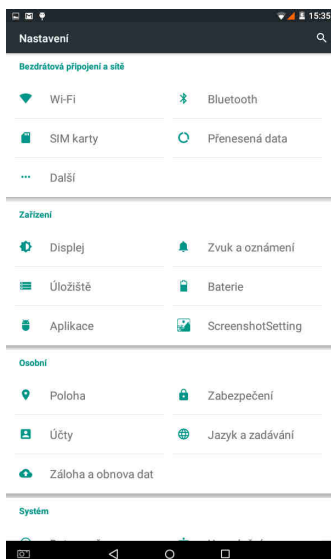 15:35
Nastavení
Bezdrátová připojení a sítě
Wi-Fi
Bluetooth
SIM karty
Přenesená data
Další
Zařízení
Displej
Zvuk a oznámení
Úložiště
Baterie
Aplikace
ScreenshotSetting
Osobní
Poloha
Zabezpečení
Účty
Jazyk a zadávání
Záloha a obnova dat
Systém